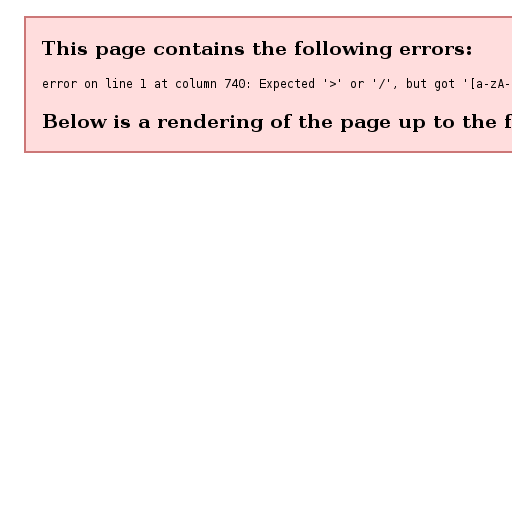 This page contains the following errors:
error on line 1 at column 740: Expected '>' or '/', but got '[a-zA-
Below is a rendering of the page up to the f